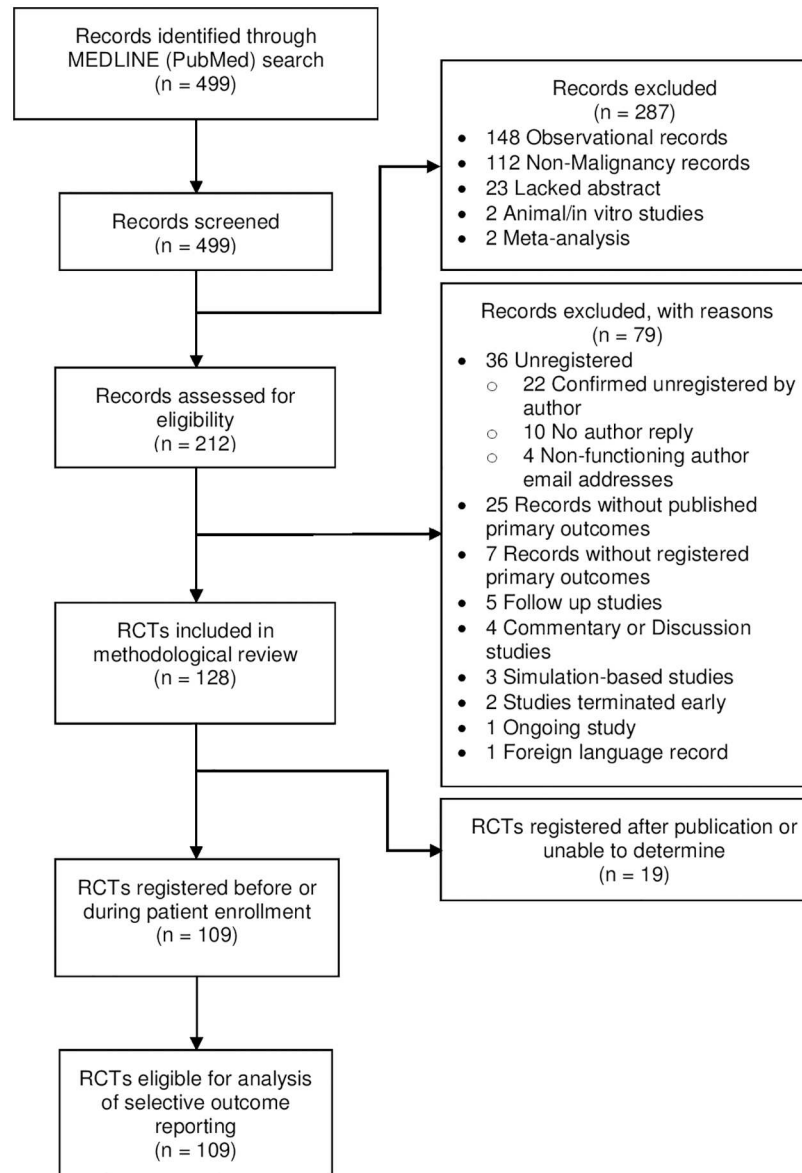 Records identified through
MEDLINE (PubMed) search
(n = 499)
Records excluded
(n = 287)
• 148 Observational records
• 112 Non-Malignancy records
• 23 Lacked abstract
• 2 Animal/in vitro studies
• 2 Meta-analysis
Records screened
(n = 499)
Records excluded, with reasons
(n = 79)
• 36 Unregistered
o 22 Confirmed unregistered by
author
o 10 No author reply
o 4 Non-functioning author
email addresses
• 25 Records without published
primary outcomes
• 7 Records without registered
primary outcomes
• 5 Follow up studies
• 4 Commentary or Discussion
studies
• 3 Simulation-based studies
• 2 Studies terminated early
• 1 Ongoing study
• 1 Foreign language record
Records assessed for
eligibility
(n = 212)
RCTs included in
methodological review
(n = 128)
RCTs registered after publication or
unable to determine
(n = 19)
RCTs registered before or
during patient enrollment
(n = 109)
RCTs eligible for analysis
of selective outcome
reporting
(n = 109)